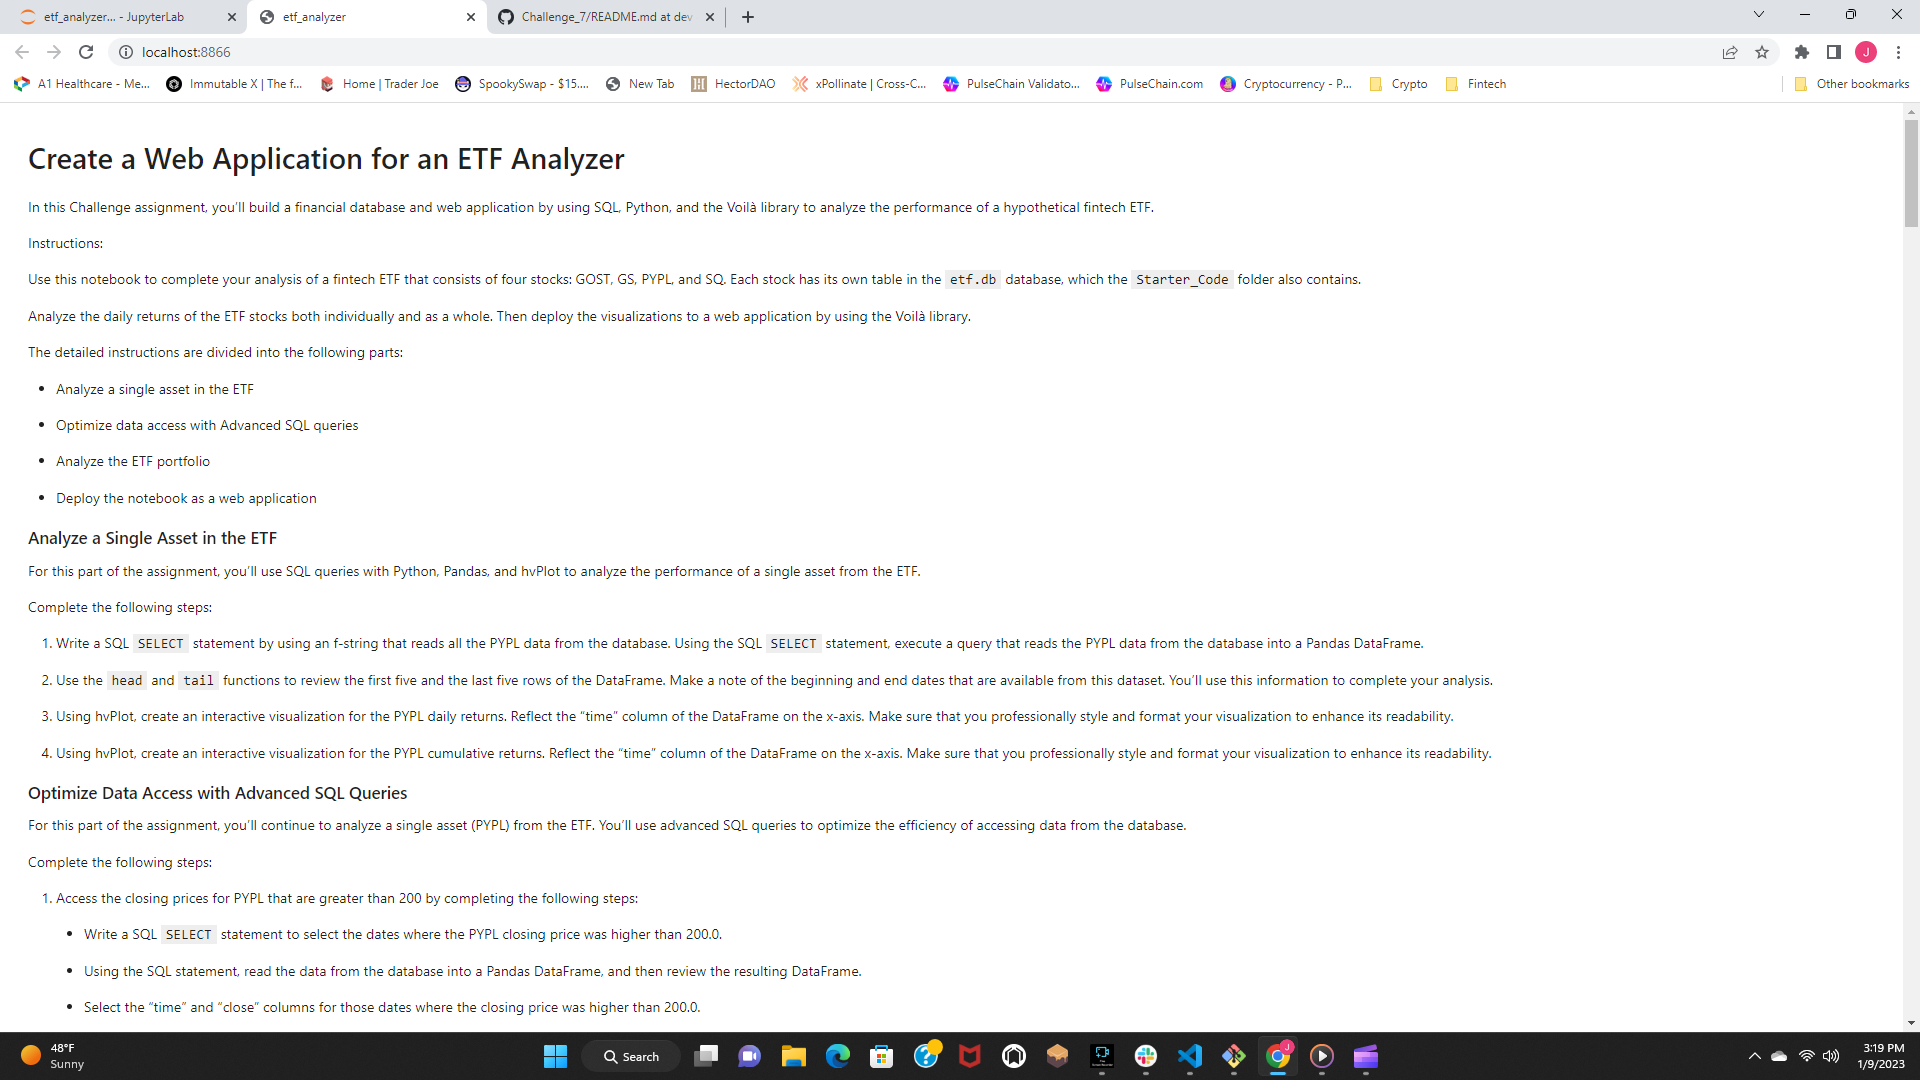 etf_analyzer... - JupyterLab
etf_analyzer
Challenge_7/README.md at dev
localhost:8866
J
A1 Healthcare - Me...
Immutable X | The f...
Home | Trader Joe
SpookySwap - $15....
New Tab
HectorDAO
xPollinate | Cross-C...
PulseChain Validato...
PulseChain.com
Cryptocurrency - P...
Crypto
Fintech
Other bookmarks
Create a Web Application for an ETF Analyzer
In this Challenge assignment, you’ll build a financial database and web application by using SQL, Python, and the Voilà library to analyze the performance of a hypothetical fintech ETF.
Instructions:
Use this notebook to complete your analysis of a fintech ETF that consists of four stocks: GOST, GS, PYPL, and SQ. Each stock has its own table in the etf.db database, which the Starter_Code folder also contains.
Analyze the daily returns of the ETF stocks both individually and as a whole. Then deploy the visualizations to a web application by using the Voilà library.
The detailed instructions are divided into the following parts:
• Analyze a single asset in the ETF
• Optimize data access with Advanced SQL queries
• Analyze the ETF portfolio
• Deploy the notebook as a web application
Analyze a Single Asset in the ETF
For this part of the assignment, you’ll use SQL queries with Python, Pandas, and hvPlot to analyze the performance of a single asset from the ETF.
Complete the following steps:
1. Write a SQL SELECT statement by using an f-string that reads all the PYPL data from the database. Using the SQL SELECT statement, execute a query that reads the PYPL data from the database into a Pandas DataFrame.
2. Use the head and tail functions to review the first five and the last five rows of the DataFrame. Make a note of the beginning and end dates that are available from this dataset. You’ll use this information to complete your analysis.
3. Using hvPlot, create an interactive visualization for the PYPL daily returns. Reflect the “time” column of the DataFrame on the x-axis. Make sure that you professionally style and format your visualization to enhance its readability.
4. Using hvPlot, create an interactive visualization for the PYPL cumulative returns. Reflect the “time” column of the DataFrame on the x-axis. Make sure that you professionally style and format your visualization to enhance its readability.
Optimize Data Access with Advanced SQL Queries
For this part of the assignment, you’ll continue to analyze a single asset (PYPL) from the ETF. You’ll use advanced SQL queries to optimize the efficiency of accessing data from the database.
Complete the following steps:
1. Access the closing prices for PYPL that are greater than 200 by completing the following steps:
• Write a SQL SELECT statement to select the dates where the PYPL closing price was higher than 200.0.
• Using the SQL statement, read the data from the database into a Pandas DataFrame, and then review the resulting DataFrame.
• Select the “time” and “close” columns for those dates where the closing price was higher than 200.0.
48°F
Sunny
Search
3:19 PM
1/9/2023